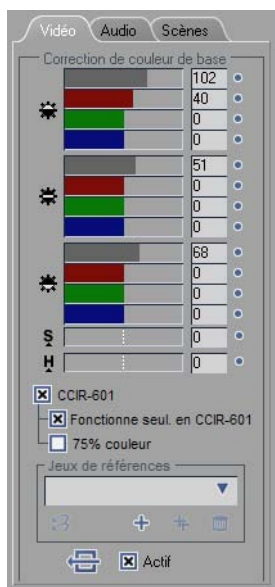 Vidéo Audio Scènes
Correction de couleur de base
102
40
0
0
51
0
0
0
68
0
0
0
S 0
H 0
CCIR-601
Fonctionne seul. en CCIR-601
75% couleur
Jeux de références
Actif